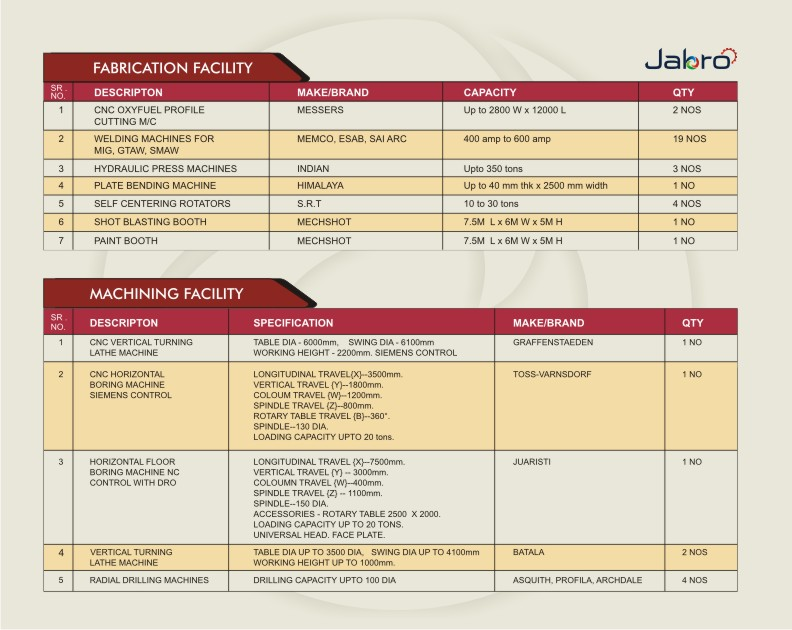 Jabro
FABRICATION FACILITY
SR. NO. DESCRIPTON MAKE/BRAND CAPACITY QTY
1 CNC OXYFUEL PROFILE MESSERS Up to 2800 W x 12000 L 2 NOS
CUTTING M/C
2 WELDING MACHINES FOR MEMCO, ESAB, SAI ARC 400 amp to 600 amp 19 NOS
MIG, GTAW, SMAW
3 HYDRAULIC PRESS MACHINES INDIAN Upto 350 tons 3 NOS
4 PLATE BENDING MACHINE HIMALAYA Up to 40 mm thk x 2500 mm width 1 NO
5 SELF CENTERING ROTATORS S.R.T 10 to 30 tons 4 NOS
6 SHOT BLASTING BOOTH MECHSHOT 7.5M L x 6M W x 5M H 1 NO
7 PAINT BOOTH MECHSHOT 7.5M L x 6M W x 5M H 1 NO
MACHINING FACILITY
SR. NO. DESCRIPTON SPECIFICATION MAKE/BRAND QTY
1 CNC VERTICAL TURNING TABLE DIA - 6000mm, SWING DIA - 6100mm GRAFFENSTAEDEN 1 NO
LATHE MACHINE WORKING HEIGHT - 2200mm. SIEMENS CONTROL
2 CNC HORIZONTAL LONGITUDINAL TRAVEL{X}--3500mm. TOSS-VARNSDORF 1 NO
BORING MACHINE VERTICAL TRAVEL {Y}--1800mm.
SIEMENS CONTROL COLOUM TRAVEL {W}--1200mm.
SPINDLE TRAVEL {Z}--800mm.
ROTARY TABLE TRAVEL {B}--360°.
SPINDLE--130 DIA.
LOADING CAPACITY UPTO 20 tons.
3 HORIZONTAL FLOOR LONGITUDINAL TRAVEL {X}--7500mm. JUARISTI 1 NO
BORING MACHINE NC VERTICAL TRAVEL {Y} -- 3000mm.
CONTROL WITH DRO COLOUMN TRAVEL {W}--400mm.
SPINDLE TRAVEL {Z} -- 1100mm.
SPINDLE--150 DIA.
ACCESSORIES - ROTARY TABLE 2500 X 2000.
LOADING CAPACITY UP TO 20 TONS.
UNIVERSAL HEAD. FACE PLATE.
4 VERTICAL TURNING TABLE DIA UP TO 3500 DIA, SWING DIA UP TO 4100mm BATALA 2 NOS
LATHE MACHINE WORKING HEIGHT UP TO 1000mm.
5 RADIAL DRILLING MACHINES DRILLING CAPACITY UPTO 100 DIA ASQUITH, PROFILA, ARCHDALE 4 NOS